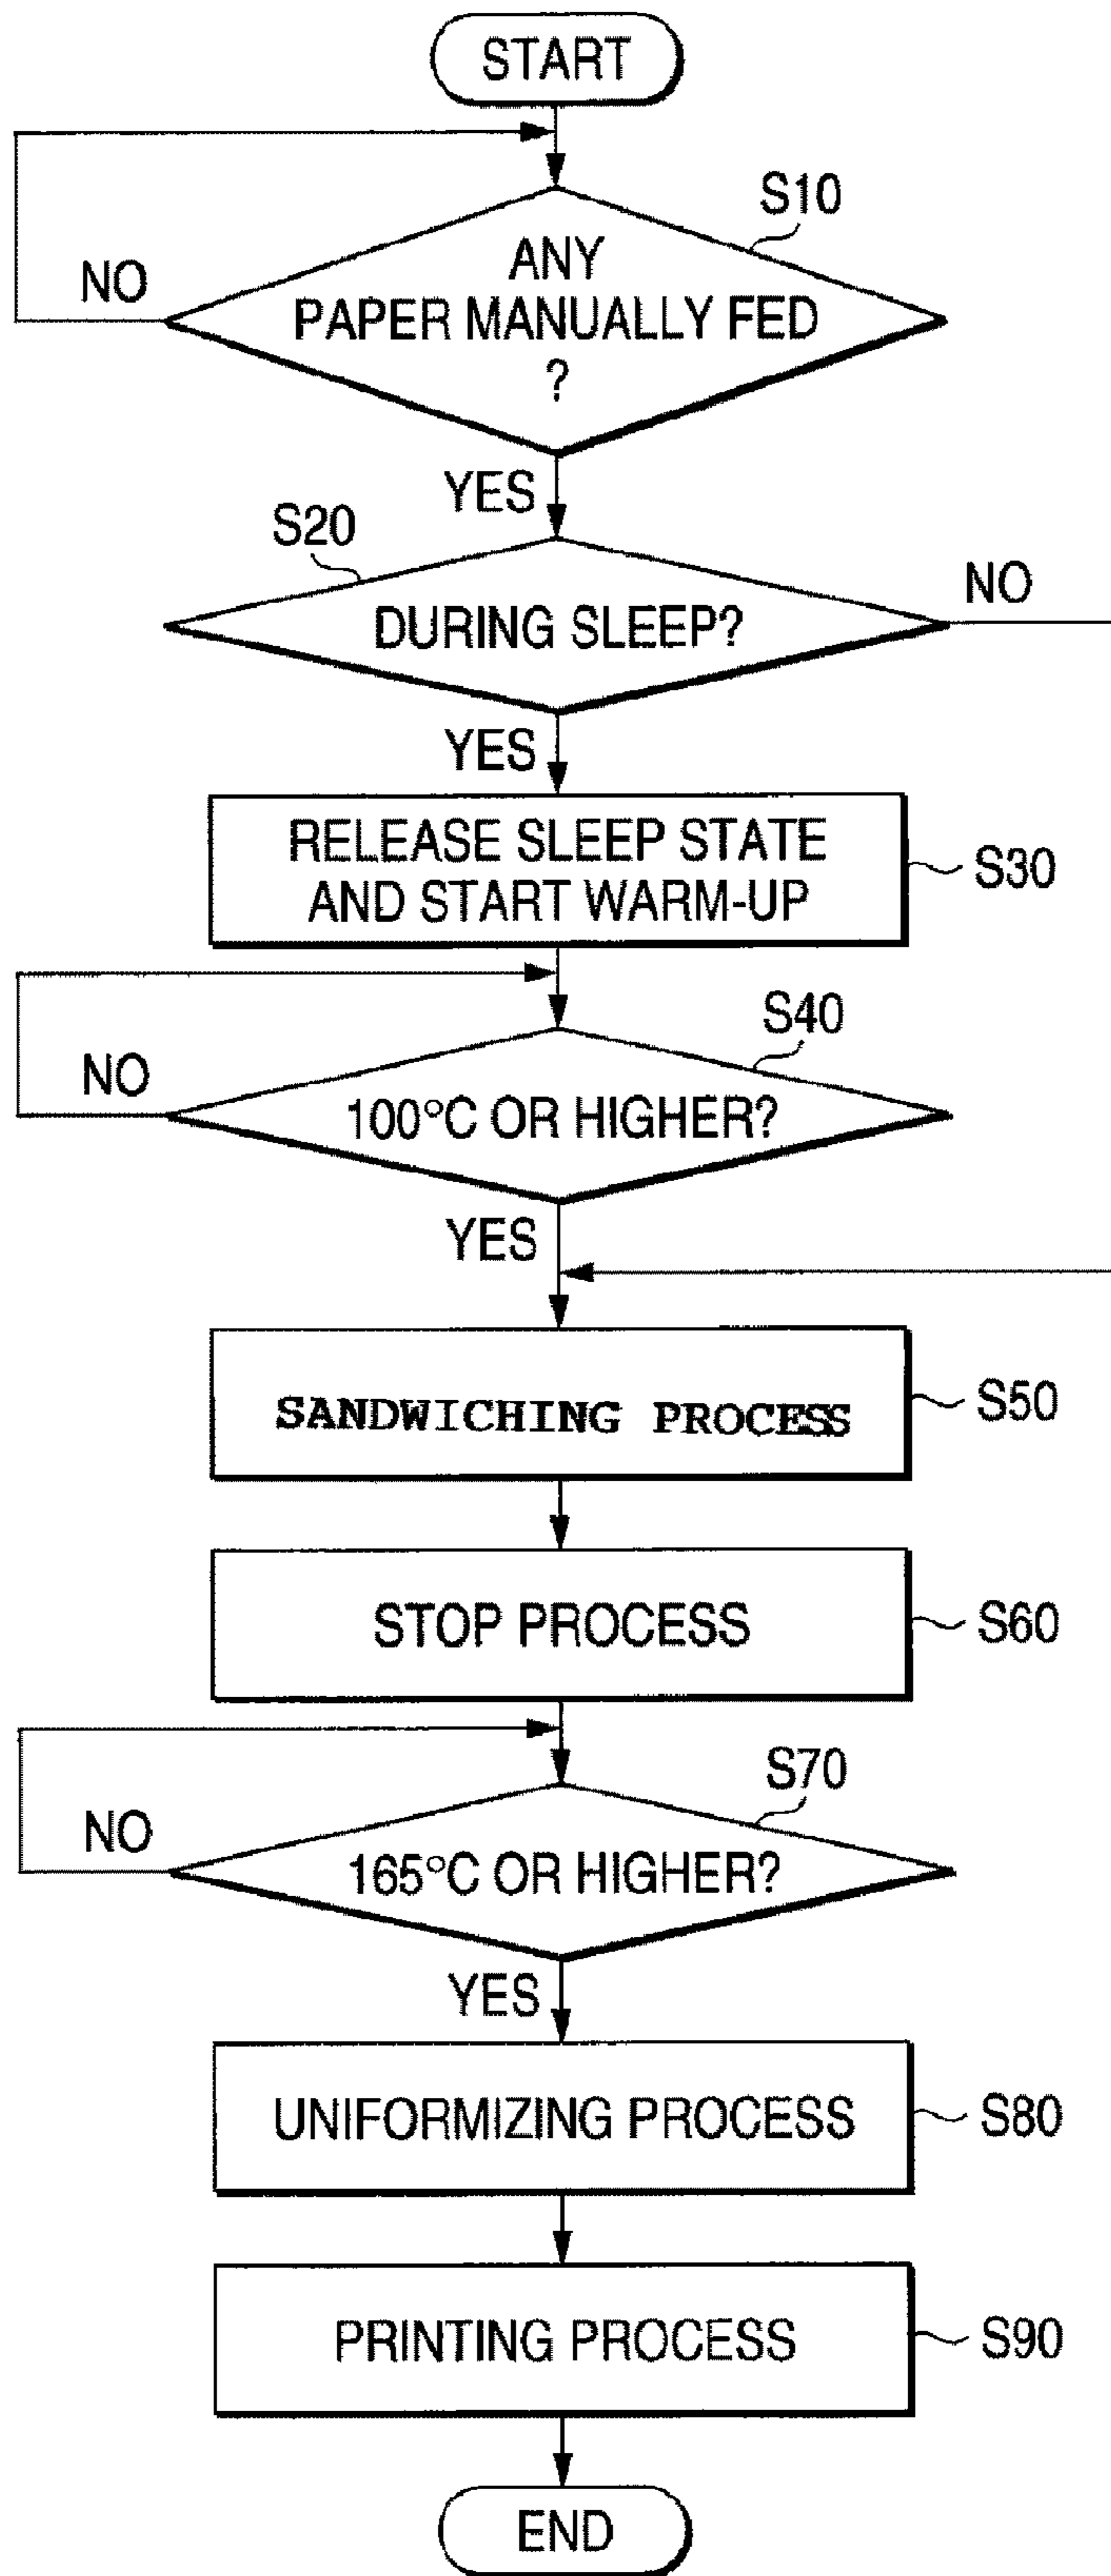 START
S10
ANY
PAPER MANUALLY FED
?
NO
YES
S20
DURING SLEEP?
NO
YES
RELEASE SLEEP STATE
AND START WARM-UP
S30
S40
NO
100°C OR HIGHER?
YES
SANDWICHING PROCESS
S50
STOP PROCESS
S60
S70
NO
165°C OR HIGHER?
YES
UNIFORMIZING PROCESS
S80
PRINTING PROCESS
S90
END